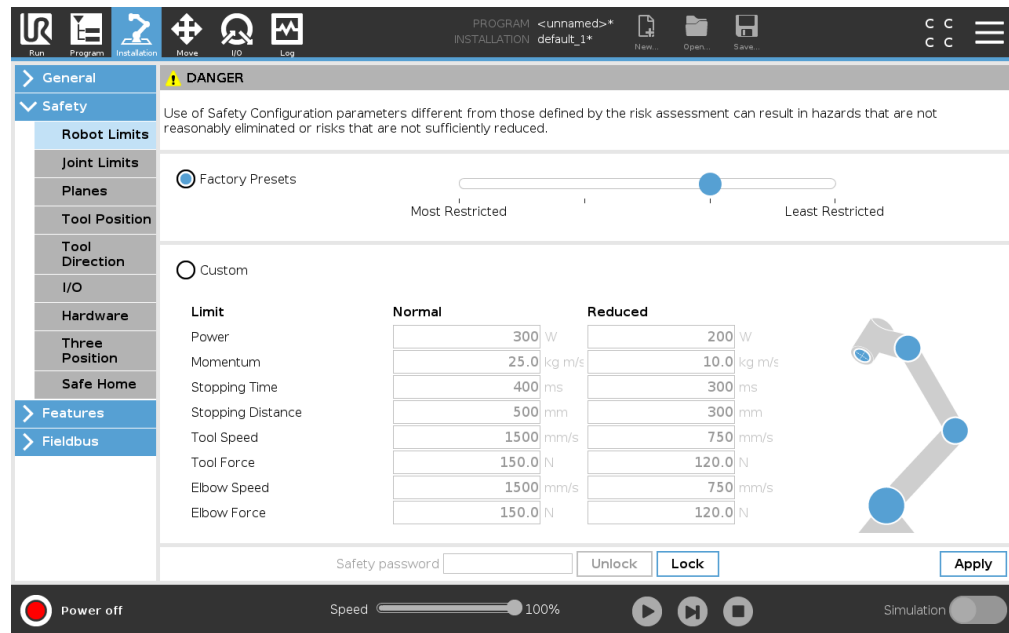 PROGRAM <unnamed>*
INSTALLATION default_1*
UR
Run
Program
Installation
Move
I/O
Log
New...
Open...
Save...
C C
C C
General
Safety
Robot Limits
Joint Limits
Planes
Tool Position
Tool
Direction
I/O
Hardware
Three
Position
Safe Home
Features
Fieldbus
DANGER
Use of Safety Configuration parameters different from those defined by the risk assessment can result in hazards that are not
reasonably eliminated or risks that are not sufficiently reduced.
Factory Presets
Most Restricted Least Restricted
Custom
Limit Normal Reduced
Power 300 W 200 W
Momentum 25.0 kg m/s 10.0 kg m/s
Stopping Time 400 ms 300 ms
Stopping Distance 500 mm 300 mm
Tool Speed 1500 mm/s 750 mm/s
Tool Force 150.0 N 120.0 N
Elbow Speed 1500 mm/s 750 mm/s
Elbow Force 150.0 N 120.0 N
Safety password Unlock Lock Apply
Power off Speed 100% Simulation